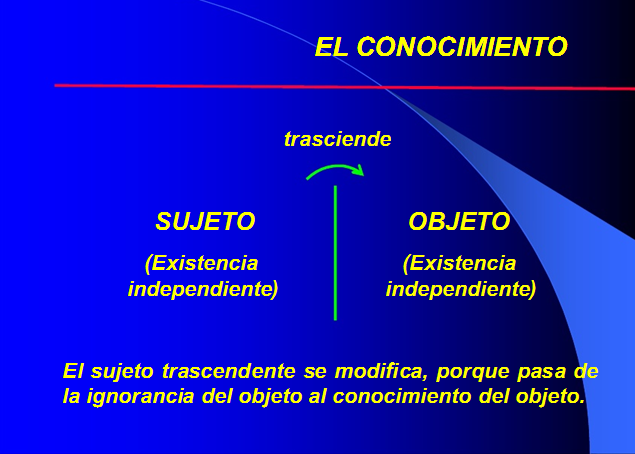 EL CONOCIMIENTO
trasciende
SUJETO
OBJETO
(Existencia
independiente)
(Existencia
independiente)
El sujeto trascendente se modifica, porque pasa de
la ignorancia del objeto al conocimiento del objeto.